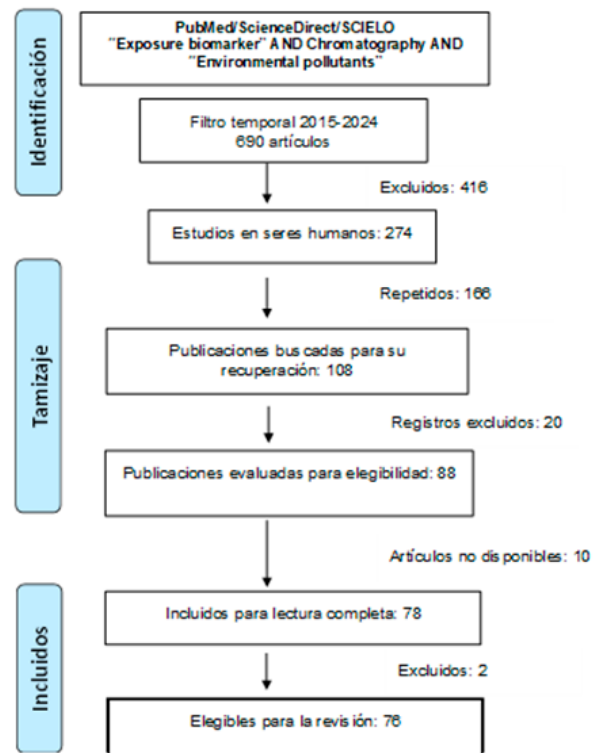 PubMed/ScienceDirect/SCIELO
"Exposure biomarker" AND Chromatography AND
"Environmental pollutants"
Identificación
Filtro temporal 2015-2024
690 artículos
Excluidos: 416
Estudios en seres humanos: 274
Tamizaje
Repetidos: 166
Publicaciones buscadas para su
recuperación: 108
Registros excluidos: 20
Publicaciones evaluadas para elegibilidad: 88
Artículos no disponibles: 10
Incluidos
Incluidos para lectura completa: 78
Excluidos: 2
Elegibles para la revisión: 76